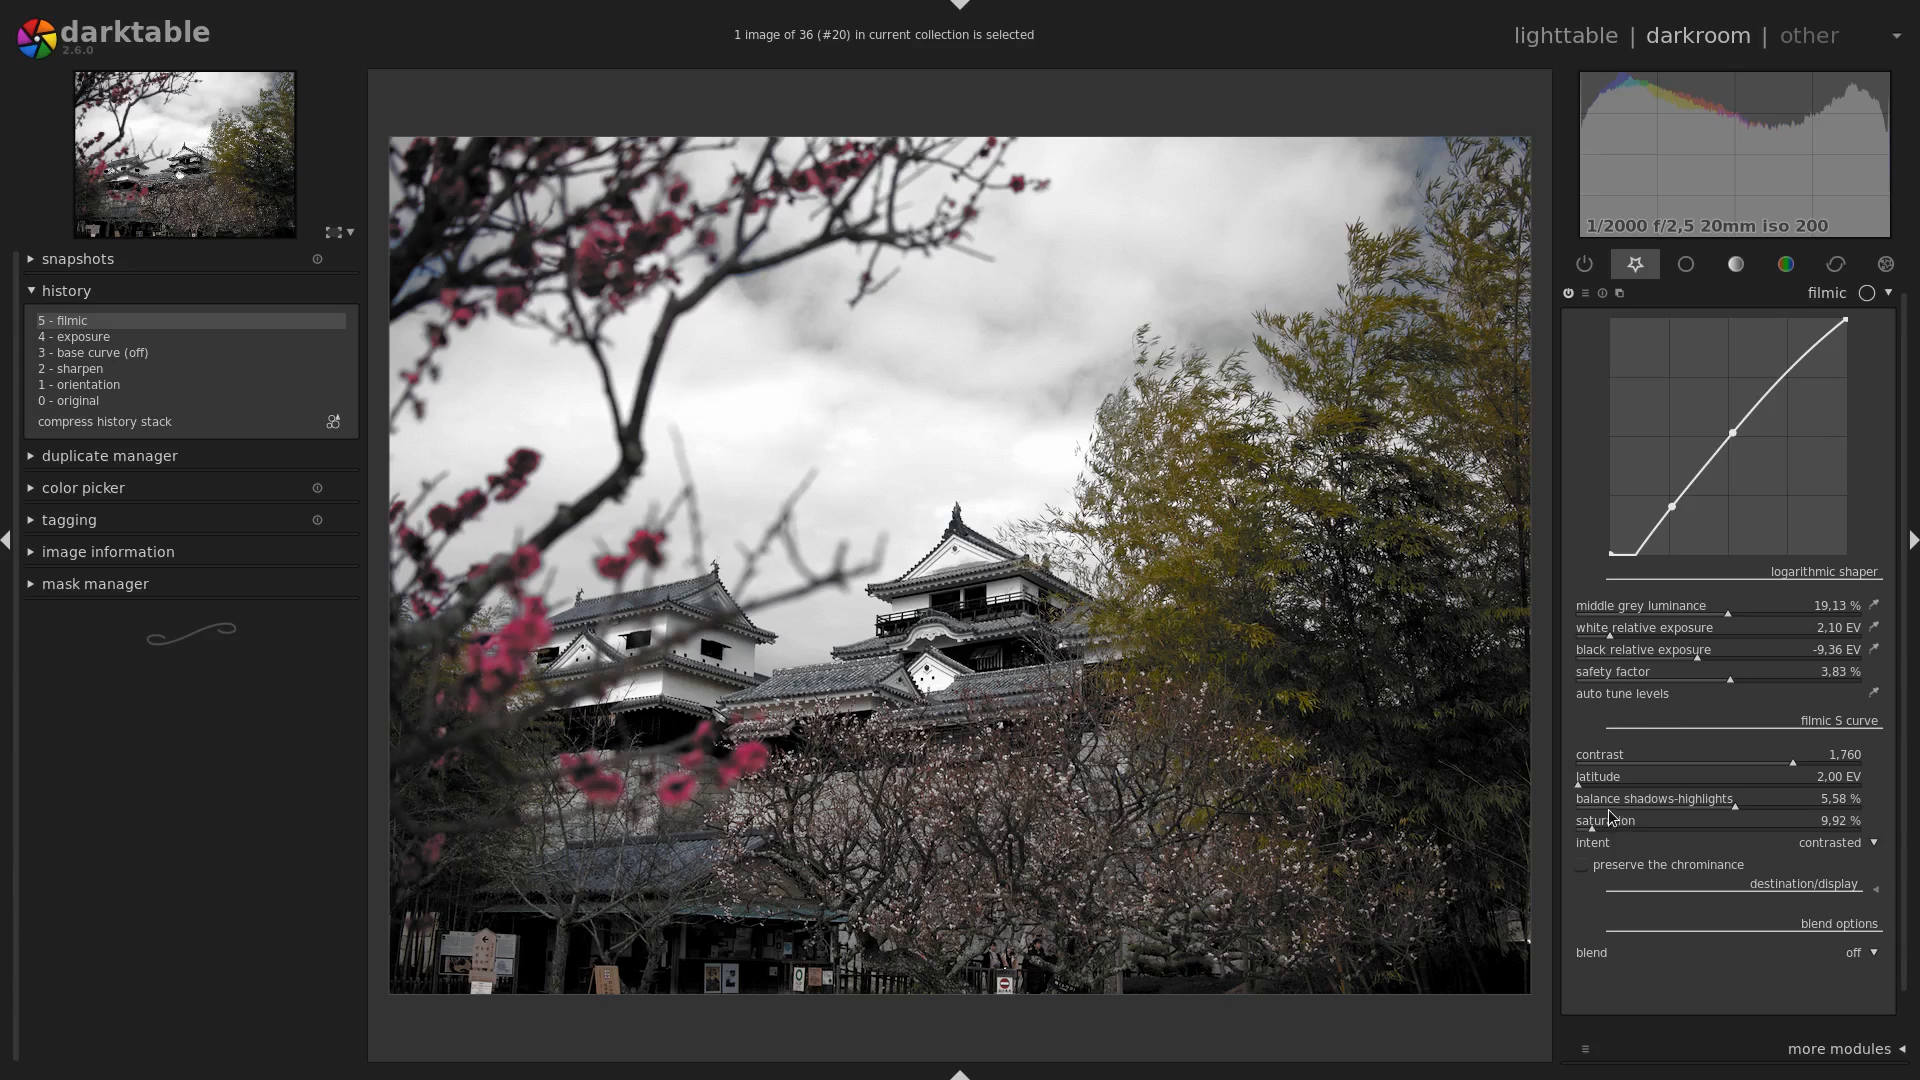 darktable
2.6.0
1 image of 36 (#20) in current collection is selected
lighttable | darkroom | other
snapshots
history
5 - filmic
4 - exposure
3 - base curve (off)
2 - sharpen
1 - orientation
0 - original
compress history stack
duplicate manager
color picker
tagging
image information
mask manager
1/2000 f/2,5 20mm iso 200
filmic
logarithmic shaper
middle grey luminance 19,13 %
white relative exposure 2,10 EV
black relative exposure -9,36 EV
safety factor 3,83 %
auto tune levels
filmic S curve
contrast 1,760
latitude 2,00 EV
balance shadows-highlights 5,58 %
saturation 9,92 %
intent contrasted
preserve the chrominance
destination/display
blend options
blend off
more modules